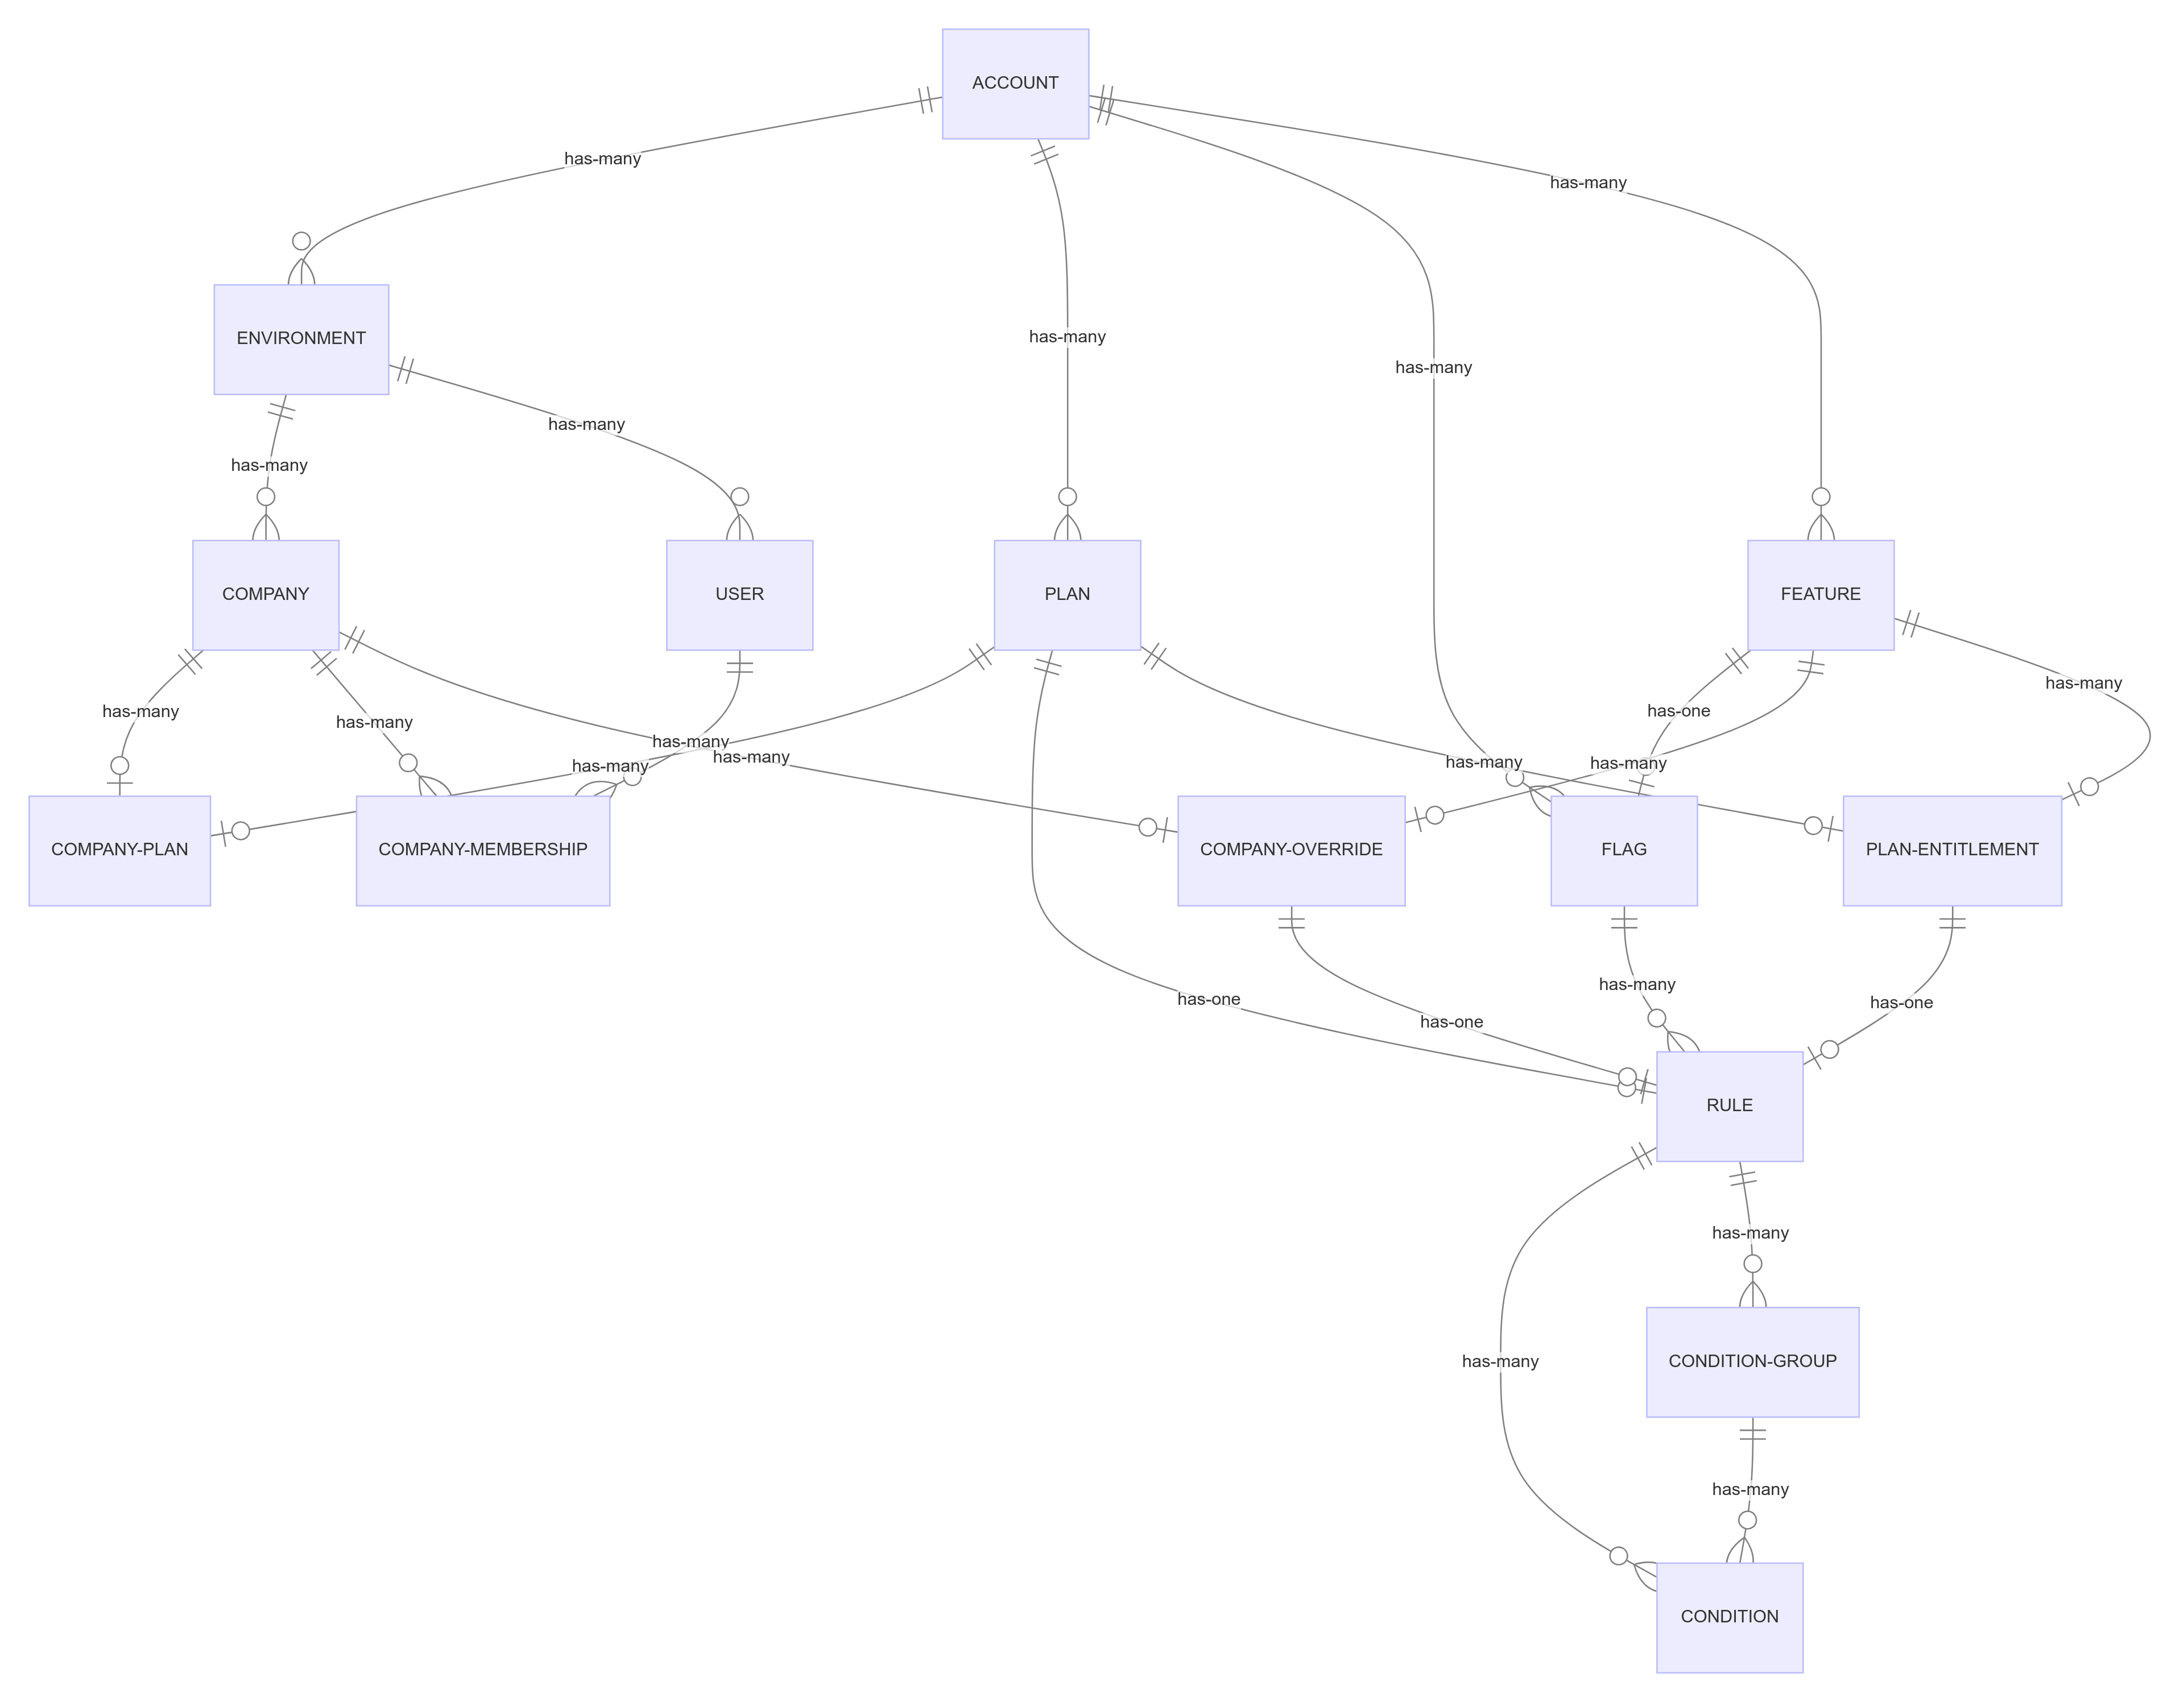 ACCOUNT
has-many
has-many
has-many
ENVIRONMENT
has-many
has-many
has-many
COMPANY
USER
PLAN
FEATURE
has-many
has-many
has-one
has-many
has-many
has-many
has-many
has-many
has-many
COMPANY-PLAN
COMPANY-MEMBERSHIP
COMPANY-OVERRIDE
FLAG
PLAN-ENTITLEMENT
has-many
has-one
has-one
has-one
RULE
has-many
has-many
CONDITION-GROUP
has-many
CONDITION